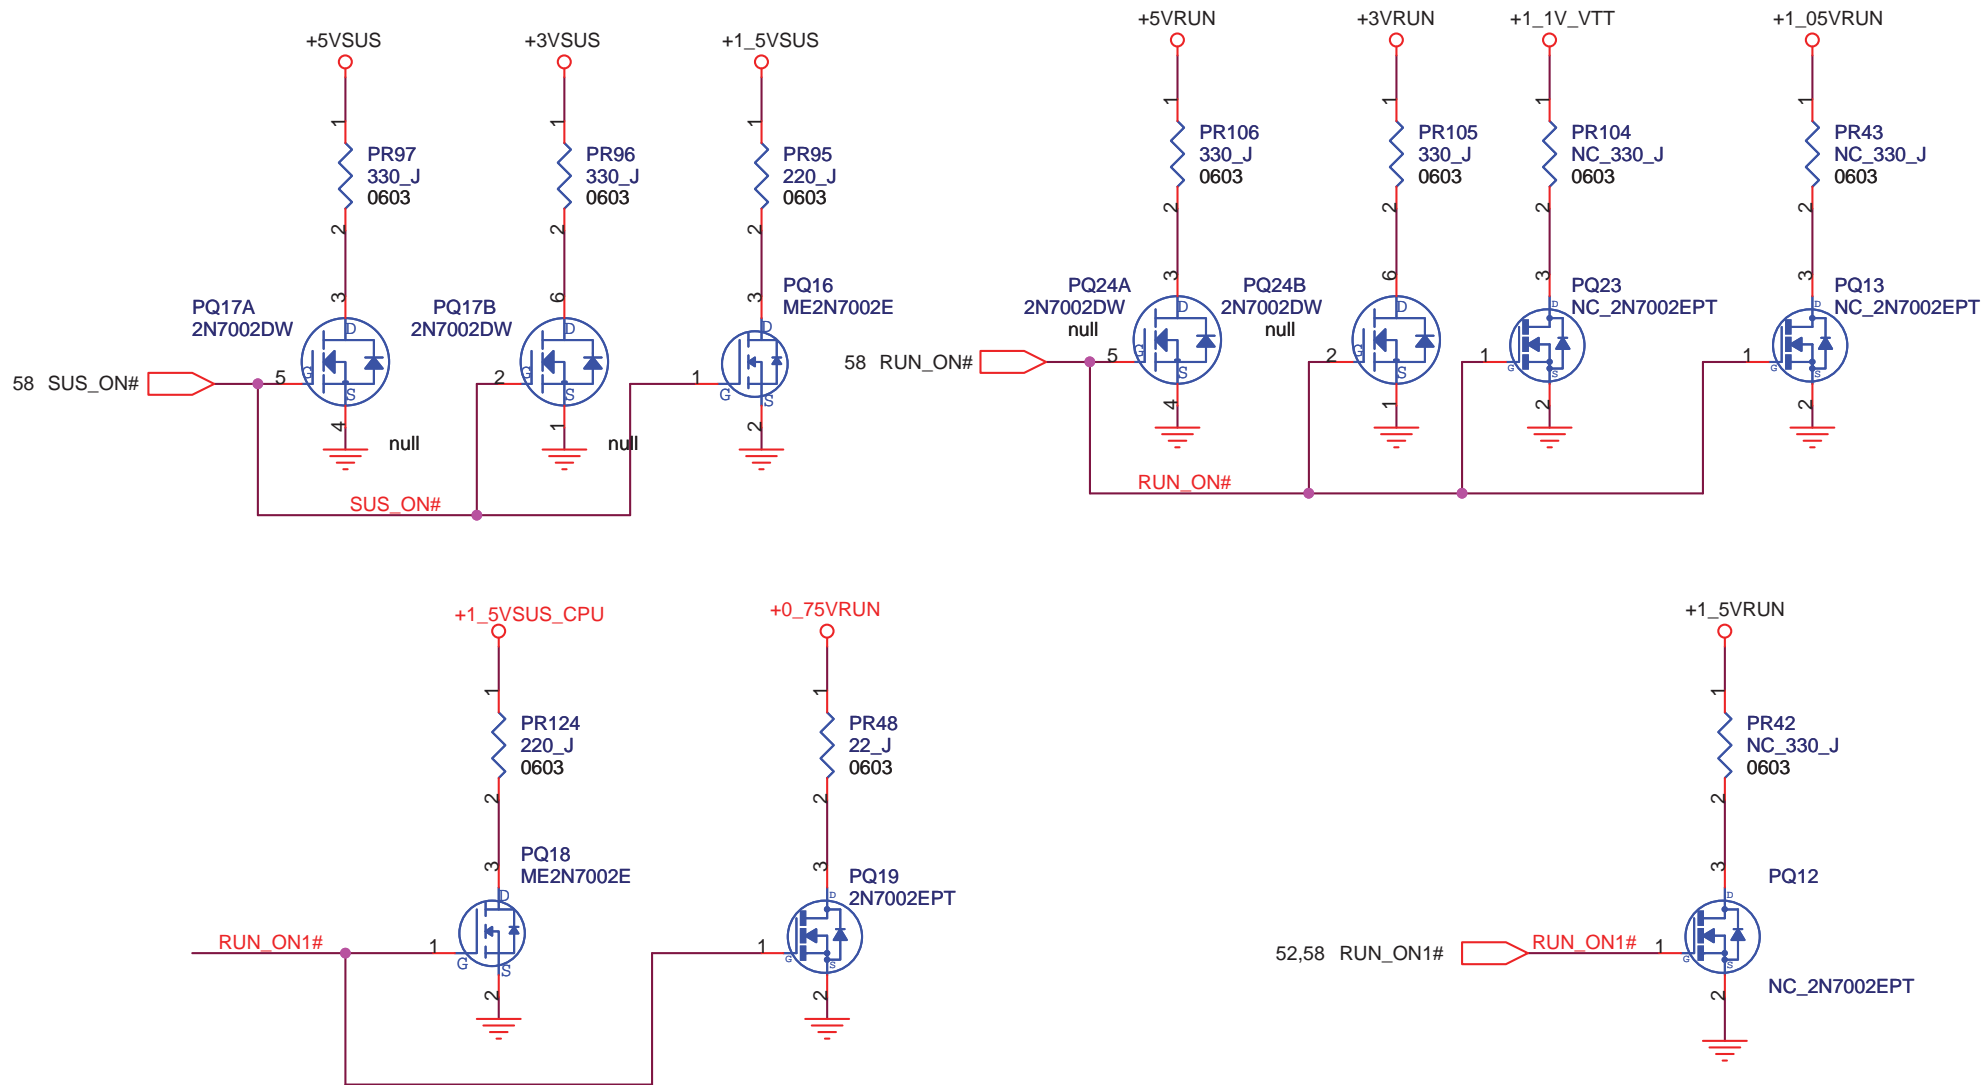 +5VSUS
1
PR97
330_J
0603
2
3
PQ17A
2N7002DW
D
G
S
58 SUS_ON#
5
4
null
+3VSUS
1
PR96
330_J
0603
2
6
PQ17B
2N7002DW
D
G
S
2
1
null
+1_5VSUS
1
PR95
220_J
0603
2
3
PQ16
ME2N7002E
D
G
S
1
2
SUS_ON#
+5VRUN
1
PR106
330_J
0603
2
3
PQ24A
2N7002DW
null
D
G
S
58 RUN_ON#
5
4
+3VRUN
1
PR105
330_J
0603
2
6
PQ24B
2N7002DW
null
D
G
S
2
1
+1_1V_VTT
1
PR104
NC_330_J
0603
2
3
PQ23
NC_2N7002EPT
D
G
S
1
2
+1_05VRUN
1
PR43
NC_330_J
0603
2
3
PQ13
NC_2N7002EPT
D
G
S
1
2
RUN_ON#
+1_5VSUS_CPU
1
PR124
220_J
0603
2
3
PQ18
ME2N7002E
D
G
S
RUN_ON1#
1
2
+0_75VRUN
1
PR48
22_J
0603
2
3
PQ19
2N7002EPT
D
G
S
1
2
+1_5VRUN
1
PR42
NC_330_J
0603
2
3
PQ12
D
G
S
52,58 RUN_ON1#
RUN_ON1#
1
NC_2N7002EPT
2